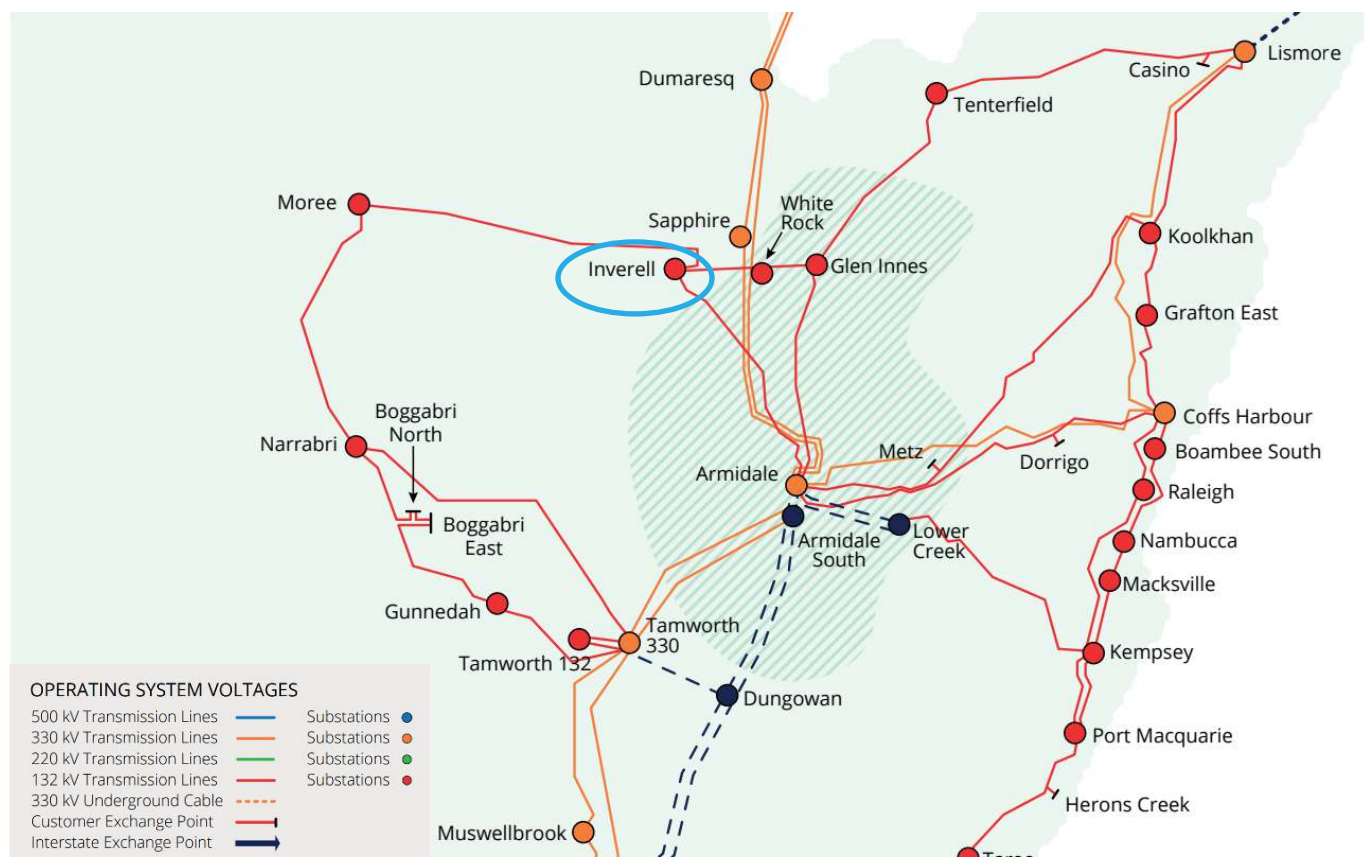 Dumaresq
Casino
Lismore
Tenterfield
Moree
White
Rock
Sapphire
Koolkhan
Inverell
Glen Innes
Grafton East
Boggabri
North
Coffs Harbour
Narrabri
Metz
Dorrigo
Boambee South
Armidale
Raleigh
Boggabri
East
Armidale
South
Lower
Creek
Nambucca
Macksville
Gunnedah
Tamworth
330
Tamworth 132
Kempsey
Dungowan
Port Macquarie
Herons Creek
Muswellbrook
Taree
OPERATING SYSTEM VOLTAGES
500 kV Transmission Lines Substations
330 kV Transmission Lines Substations
220 kV Transmission Lines Substations
132 kV Transmission Lines Substations
330 kV Underground Cable
Customer Exchange Point
Interstate Exchange Point